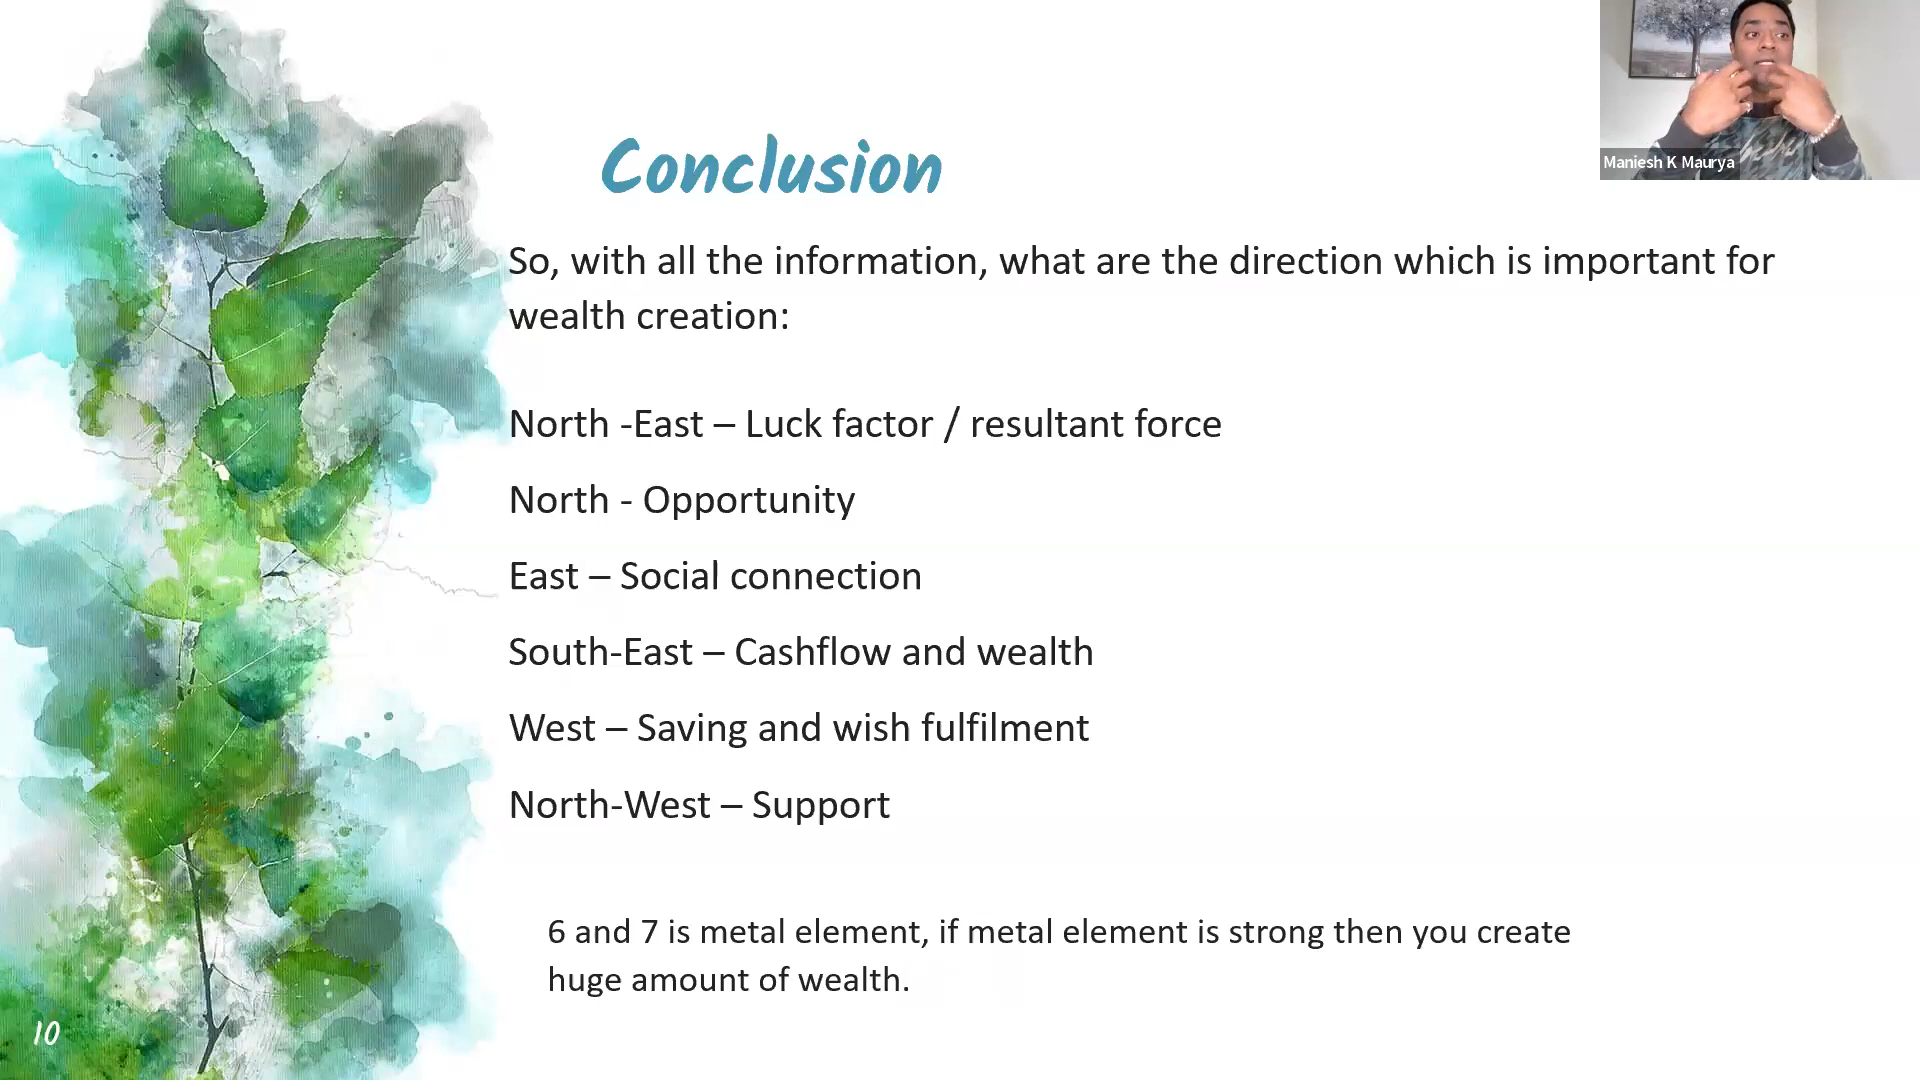 Maniesh K Maurya
Conclusion
So, with all the information, what are the direction which is important for
wealth creation:
North -East – Luck factor / resultant force
North - Opportunity
East – Social connection
South-East – Cashflow and wealth
West – Saving and wish fulfilment
North-West – Support
6 and 7 is metal element, if metal element is strong then you create
huge amount of wealth.
10